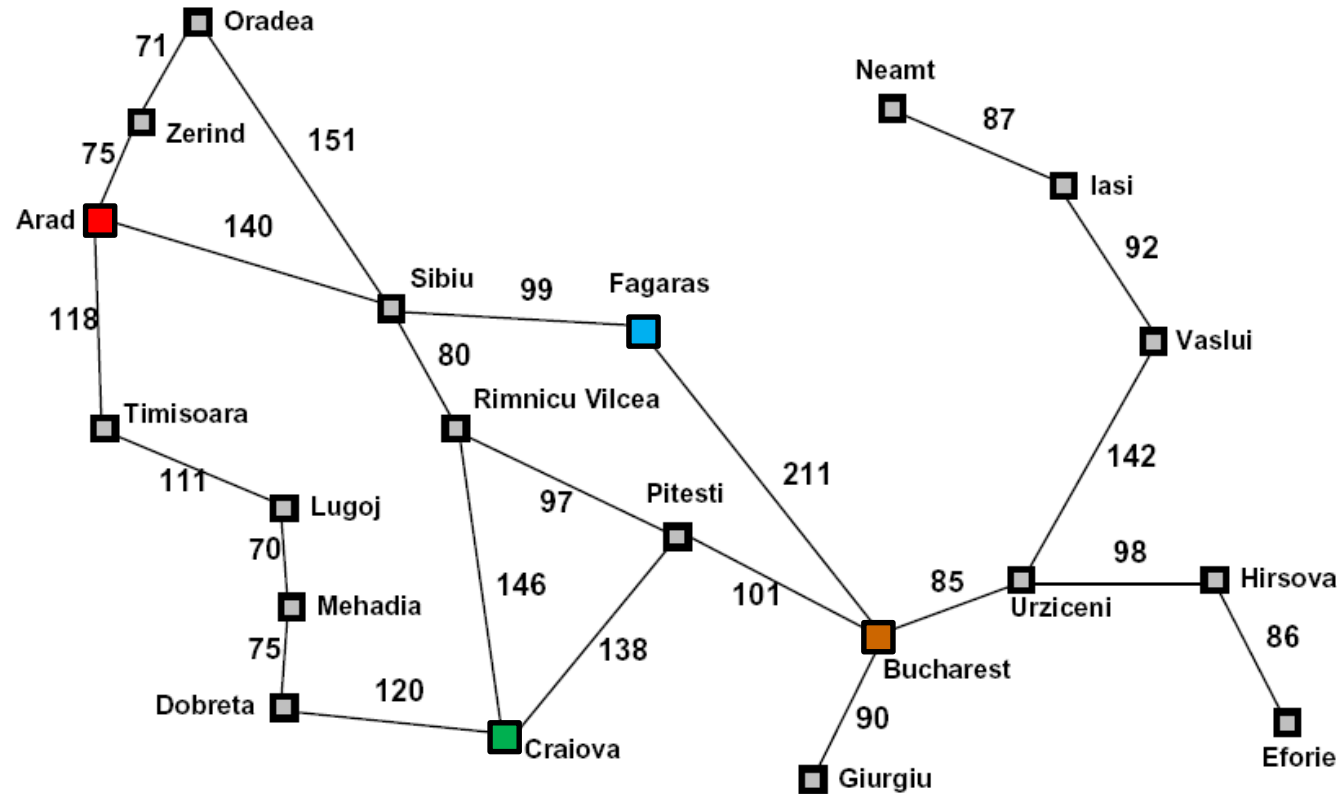 Oradea
71
Neamt
87
Zerind
151
75
Iasi
Arad
140
92
Sibiu
99
Fagaras
118
Vaslui
80
Rimnicu Vilcea
Timisoara
142
111
211
Pitesti
97
Lugoj
70
98
146
85
Hirsova
101
Urziceni
Mehadia
86
75
138
Bucharest
120
Dobreta
90
Craiova
Eforie
Giurgiu